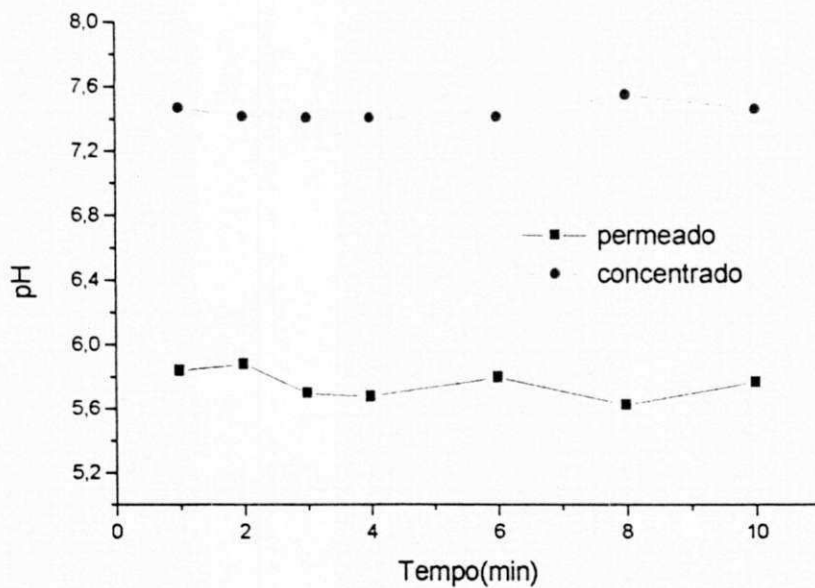 8,0
7,6
7,2
6,8
6,4
6,0
5,6
5,2
pH
permeado
concentrado
0 2 4 6 8 10
Tempo(min)